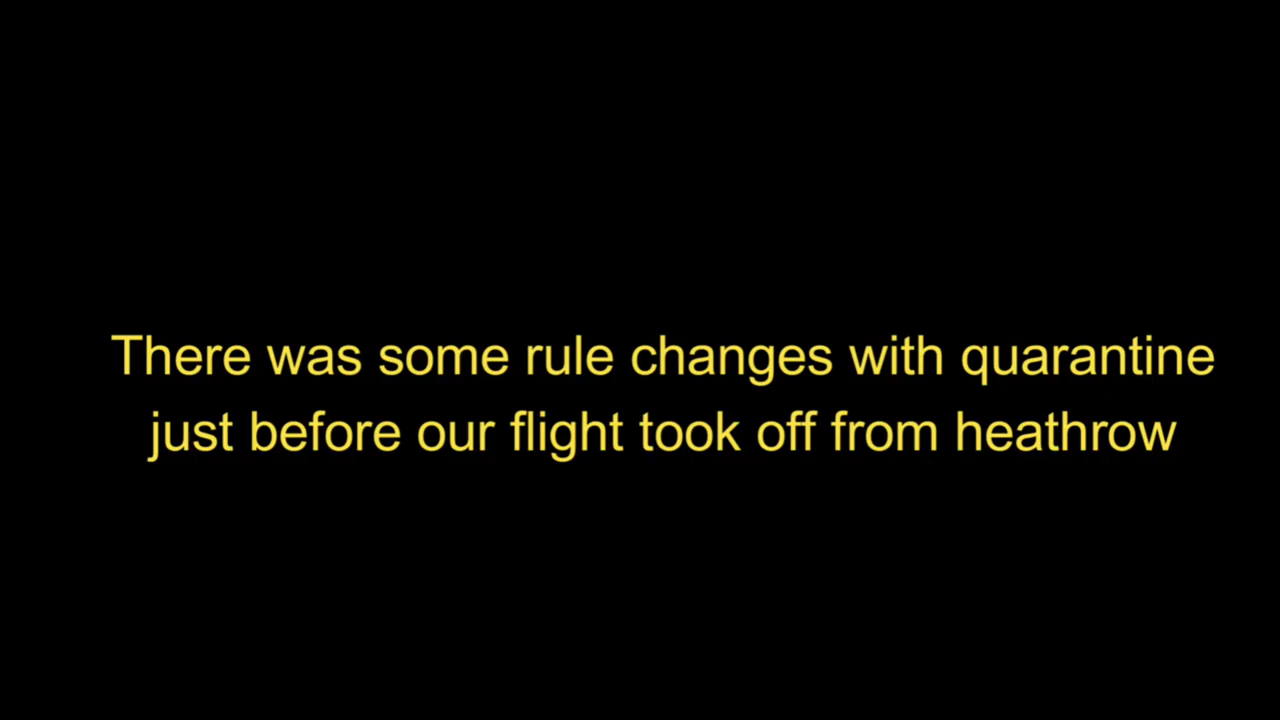 There was some rule changes with quarantine
just before our flight took off from heathrow